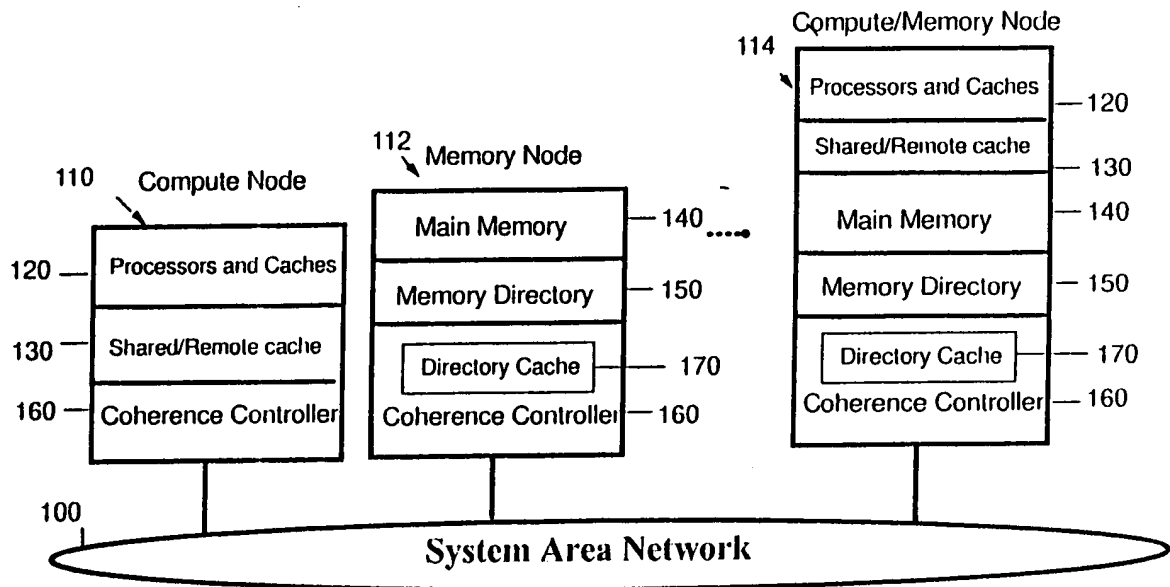 110 Compute Node
120 Processors and Caches
130 Shared/Remote cache
160 Coherence Controller
112 Memory Node
Main Memory 140
Memory Directory 150
Directory Cache 170
Coherence Controller 160
Compute/Memory Node
114
Processors and Caches 120
Shared/Remote cache 130
Main Memory 140
Memory Directory 150
Directory Cache 170
Coherence Controller 160
100
System Area Network